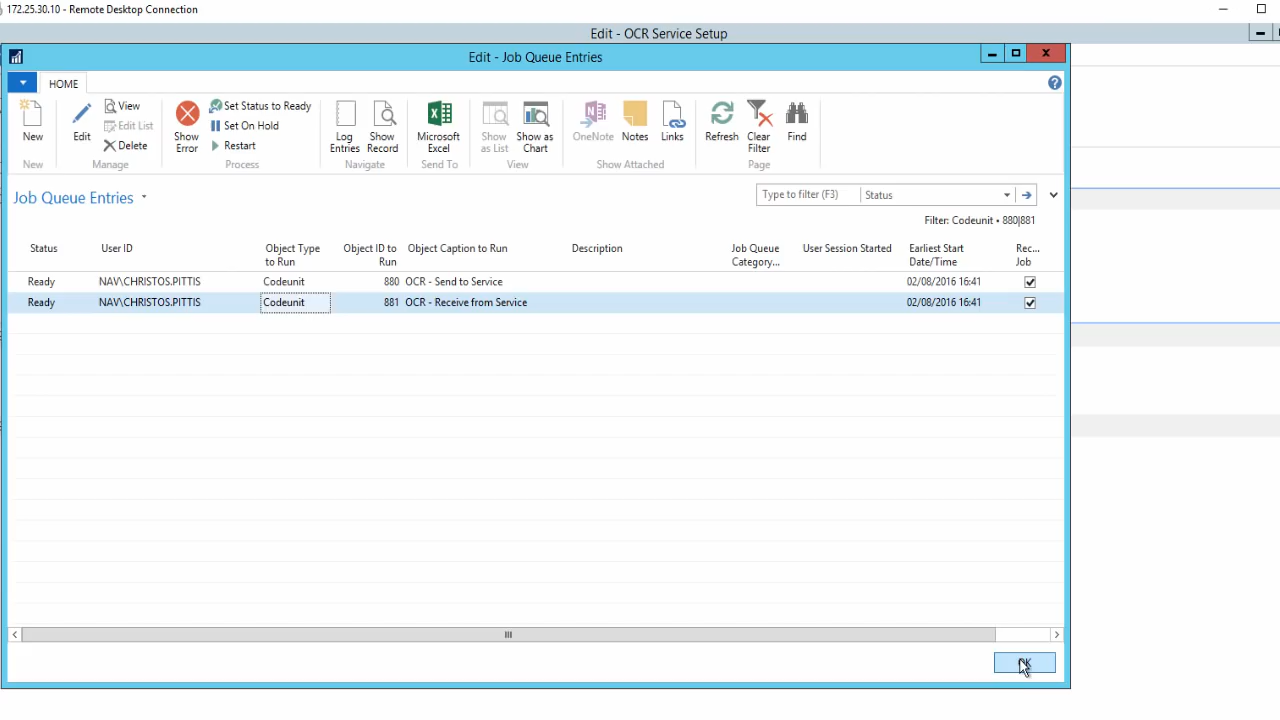 172.25.30.10 - Remote Desktop Connection
Edit - OCR Service Setup
Edit - Job Queue Entries
HOME
New
Edit
View
Edit List
Delete
Show Error
Set Status to Ready
Set On Hold
Restart
Log Entries
Show Record
Microsoft Excel
Show as List
Show as Chart
OneNote
Notes
Links
Refresh
Clear Filter
Find
New
Manage
Process
Navigate
Send To
View
Show Attached
Page
Job Queue Entries
Type to filter (F3)
Status
Filter: Codeunit • 880|881
Status
User ID
Object Type to Run
Object ID to Run
Object Caption to Run
Description
Job Queue Category...
User Session Started
Earliest Start Date/Time
Rec... Job
Ready NAV\CHRISTOS.PITTIS Codeunit 880 OCR - Send to Service 02/08/2016 16:41
Ready NAV\CHRISTOS.PITTIS Codeunit 881 OCR - Receive from Service 02/08/2016 16:41
OK